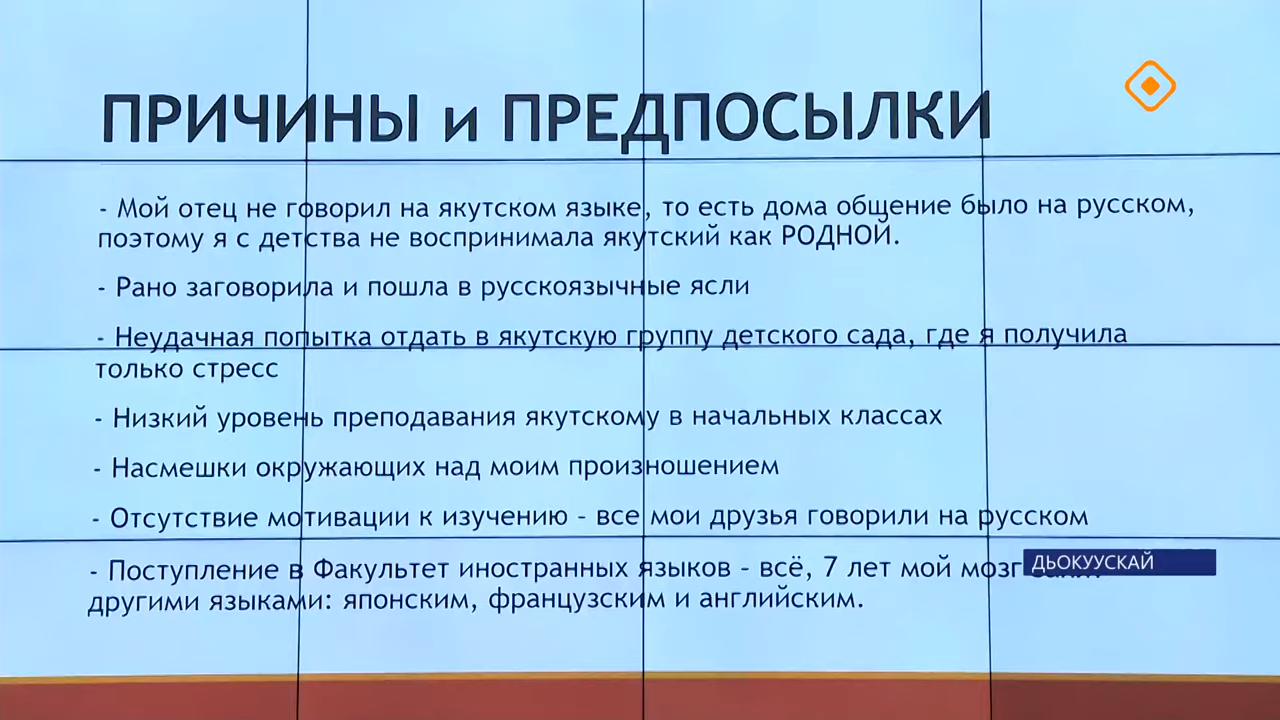 ПРИЧИНЫ и ПРЕДПОСЫЛКИ
- Мой отец не говорил на якутском языке, то есть дома общение было на русском,
поэтому я с детства не воспринимала якутский как РОДНОЙ.
- Рано заговорила и пошла в русскоязычные ясли
- Неудачная попытка отдать в якутскую группу детского сада, где я получила
только стресс
- Низкий уровень преподавания якутскому в начальных классах
- Насмешки окружающих над моим произношением
- Отсутствие мотивации к изучению – все мои друзья говорили на русском
- Поступление в Факультет иностранных языков – всё, 7 лет мой мозг
ДЬОКУУСКАЙ
другими языками: японским, французским и английским.